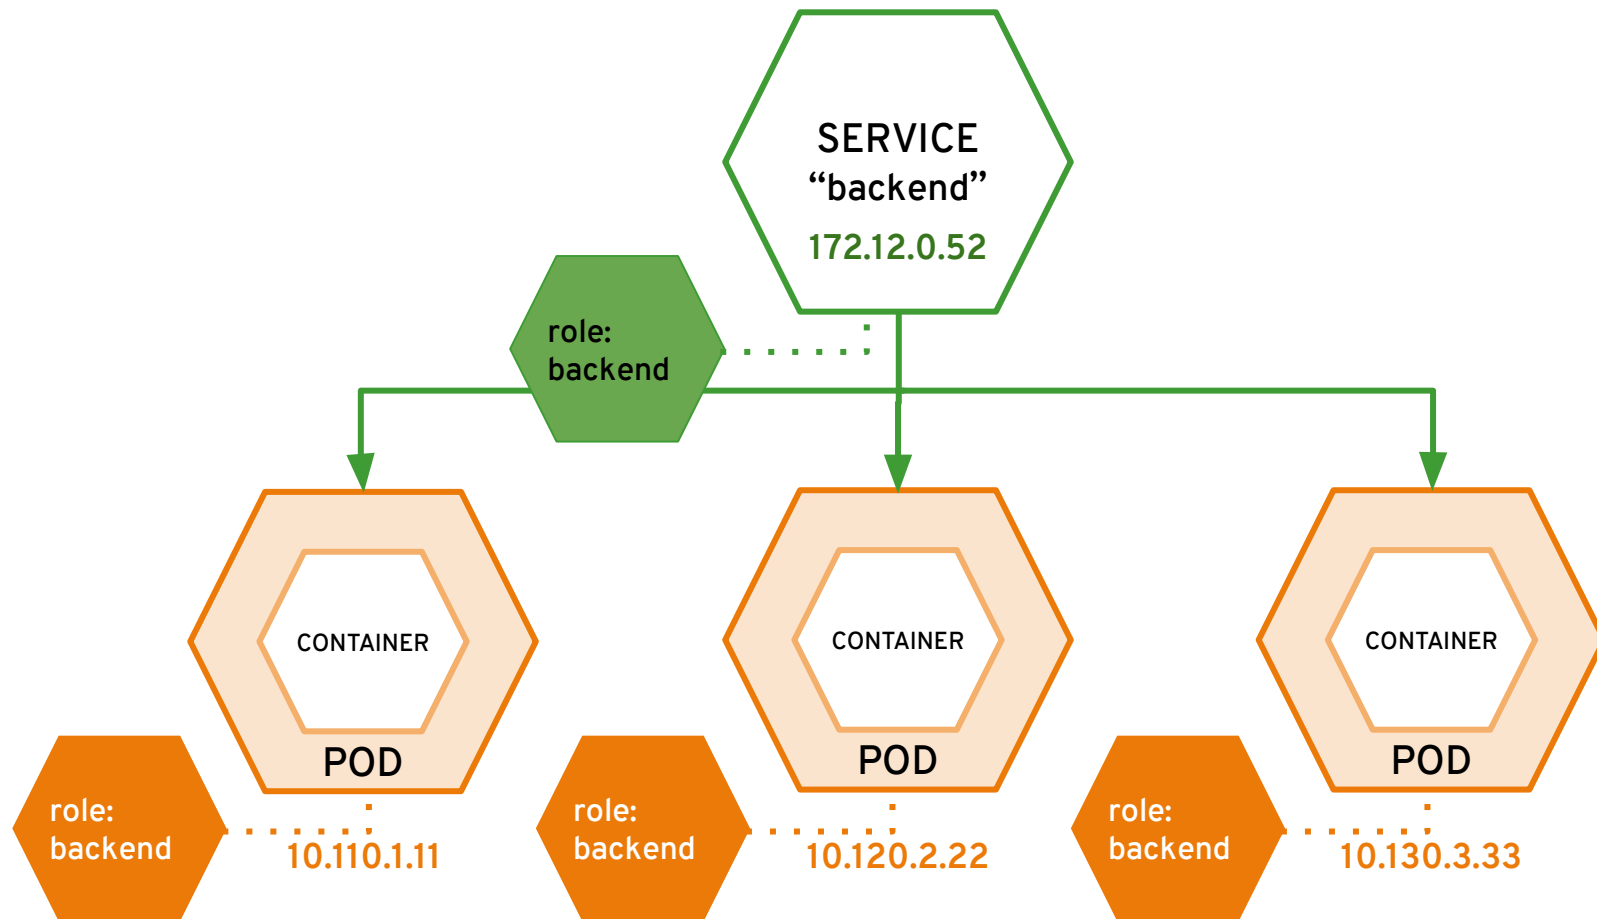 SERVICE
“backend”
172.12.0.52
role:
backend
CONTAINER
POD
role:
backend
10.110.1.11
CONTAINER
POD
role:
backend
10.120.2.22
CONTAINER
POD
role:
backend
10.130.3.33